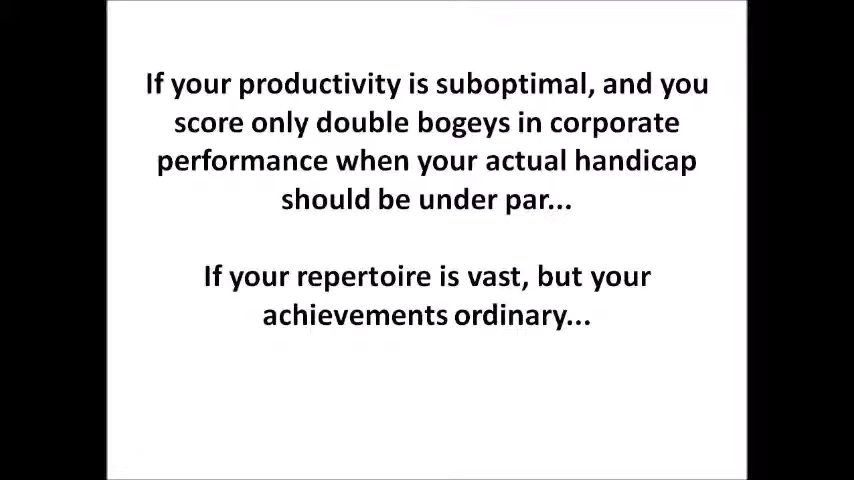 If your productivity is suboptimal, and you
score only double bogeys in corporate
performance when your actual handicap
should be under par...
If your repertoire is vast, but your
achievements ordinary...